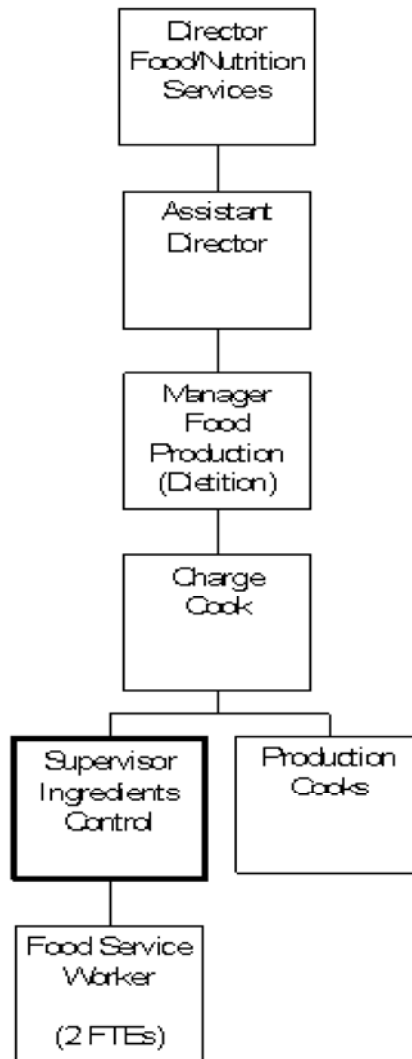 Director
Food/Nutrition
Services
Assistant
Director
Manager
Food
Production
(Dietition)
Charge
Cook
Supervisor
Ingredients
Control
Production
Cooks
Food Service
Worker
(2 FTEs)